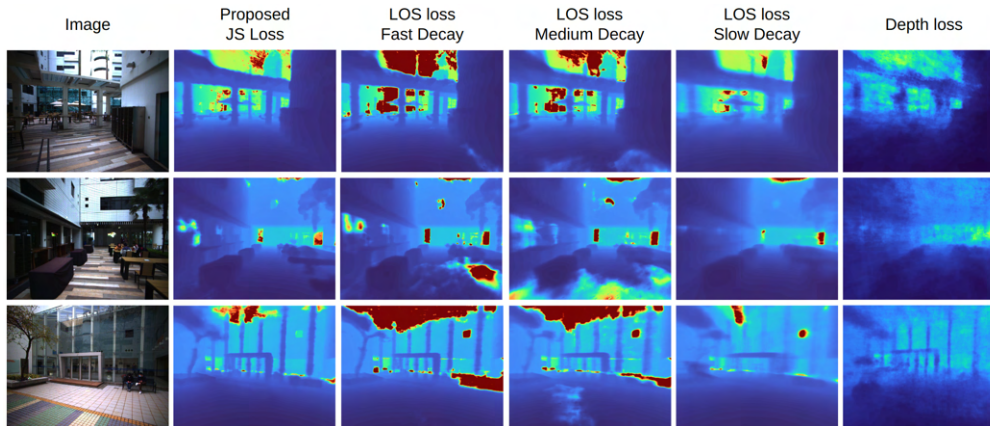 Image
Proposed
JS Loss
LOS loss
Fast Decay
LOS loss
Medium Decay
LOS loss
Slow Decay
Depth loss